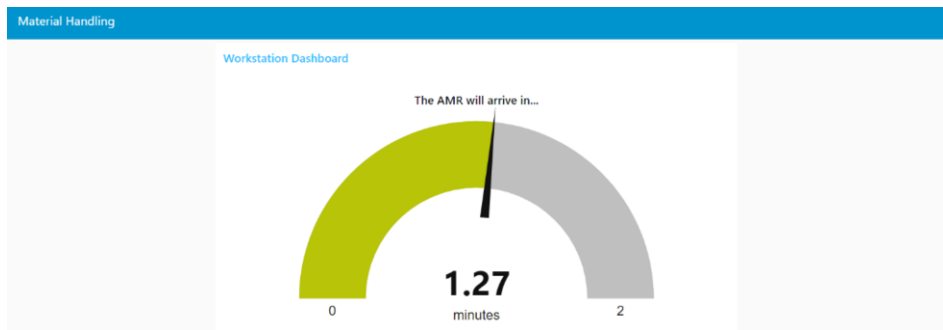 Material Handling
Workstation Dashboard
The AMR will arrive in...
1.27
minutes
0
2